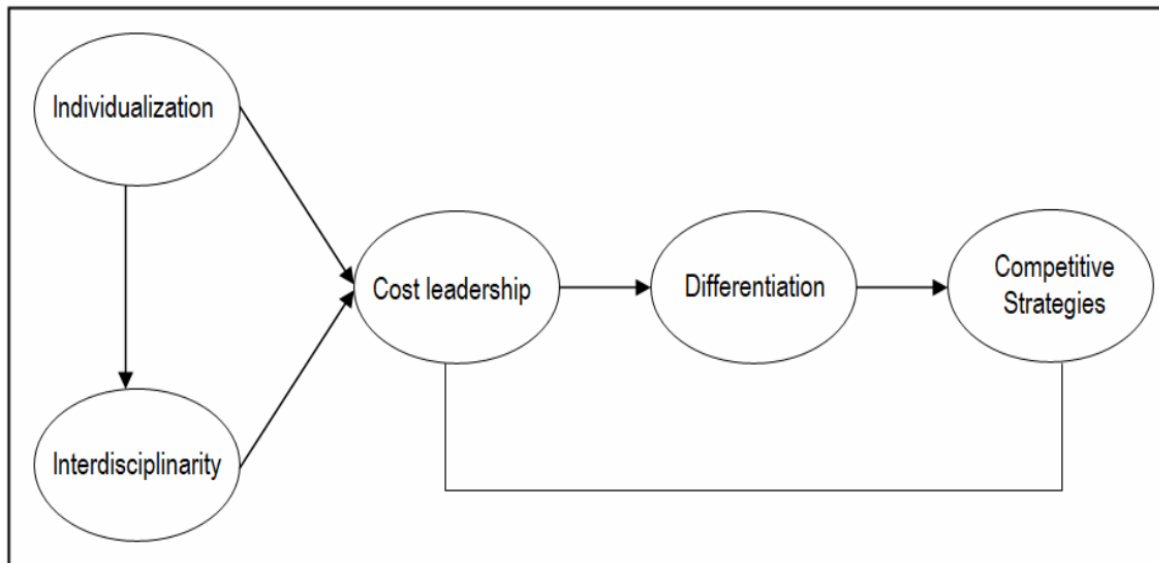 Individualization
Cost leadership
Differentiation
Competitive
Strategies
Interdisciplinarity